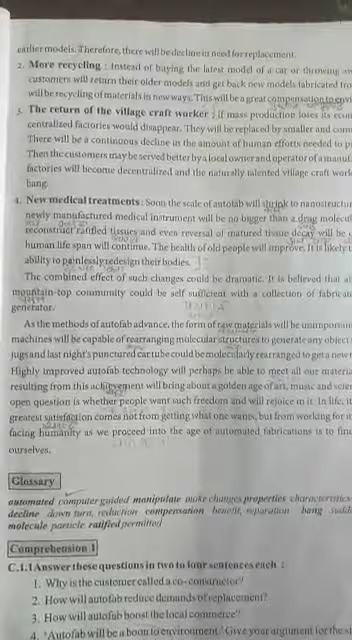 earlier models. Therefore, there will be decline in need for replacement.
2. More recycling : Instead of buying the latest model of a car or throwing aw
customers will return their older models and get back new models fabricated fro
will be recycling of materials in new ways. This will be a great compensation to envi
3. The return of the village craft worker : if mass production loses its econ
centralized factories would disappear. They will be replaced by smaller and com
There will be a continuous decline in the amount of human efforts needed to p
Then the customers may be served better by a local owner and operator of a manuf
factories will become decentralized and the naturally talented village craft work
bang.
4. New medical treatments : Soon the scale of autofab will shrink to nanostructur
newly manufactured medical instrument will be no bigger than a drug molecul
reconstruct ratified tissues and even reversal of matured tissue decay will be
human life span will continue. The health of old people will improve. It is likely t
ability to painlessly redesign their bodies.
The combined effect of such changes could be dramatic. It is believed that al
mountain-top community could be self sufficient with a collection of fabrica
generator.
As the methods of autofab advance, the form of raw materials will be unimportan
machines will be capable of rearranging molecular structures to generate any object
jugs and last night's punctured car tube could be molecularly rearranged to get a new
Highly improved autofab technology will perhaps be able to meet all our materia
resulting from this achievement will bring about a golden age of art, music and scien
open question is whether people want such freedom and will rejoice in it. In life, it
greatest satisfaction comes not from getting what one wants, but from working for it
facing humanity as we proceed into the age of automated fabrications is to find
ourselves.
Glossary
automated computer guided manipulate make changes properties characteristics
decline down turn, reduction compensation benefit, reparation bang sudd
molecule particle ratified permitted
Comprehension 1
C.1.1 Answer these questions in two to four sentences each :
1. Why is the customer called a co-constructor?
2. How will autofab reduce demands of replacement?
3. How will autofab boost the local commerce?
4. 'Autofab will be a boon to environment.' Give your argument for the st